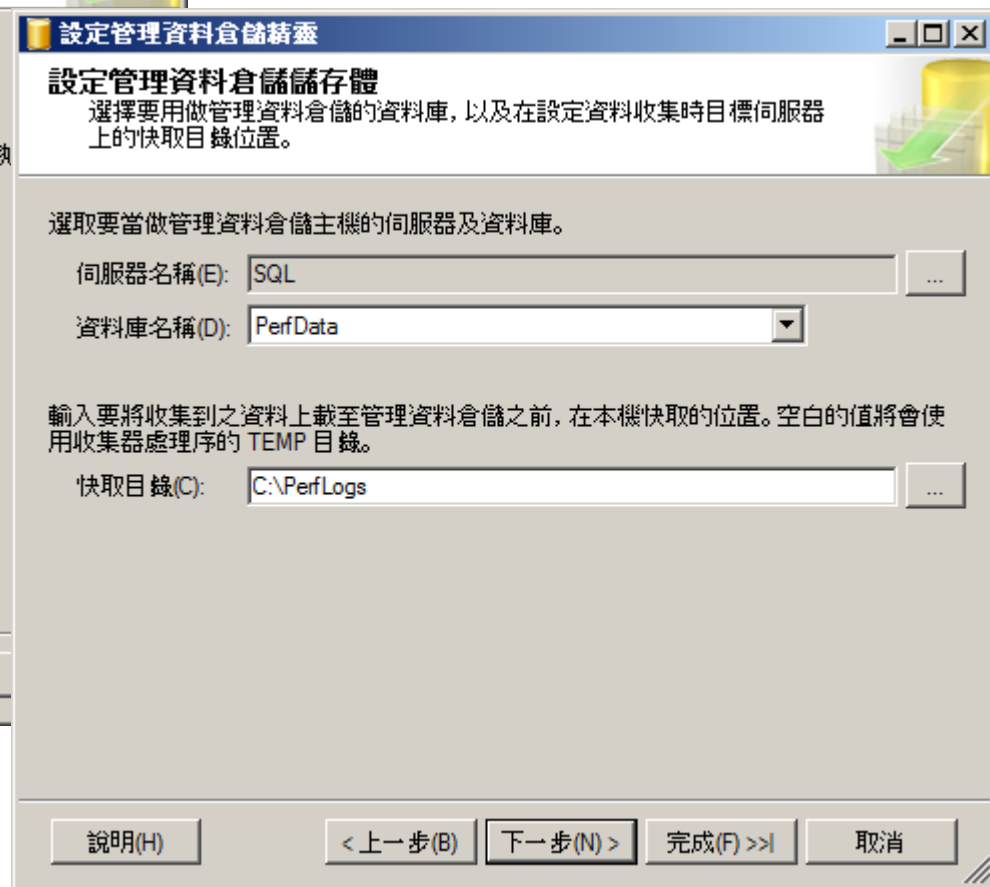 設定管理資料倉儲精靈
設定管理資料倉儲儲存體
選擇要用做管理資料倉儲的資料庫,以及在設定資料收集時目標伺服器
上的快取目錄位置。
選取要當做管理資料倉儲主機的伺服器及資料庫。
伺服器名稱(E): SQL ...
資料庫名稱(D): PerfData
輸入要將收集到之資料上載至管理資料倉儲之前,在本機快取的位置。空白的值將會使
用收集器處理序的 TEMP 目錄。
快取目錄(C): C:\PerfLogs ...
說明(H) <上一步(B) 下一步(N) > 完成(F) >>| 取消